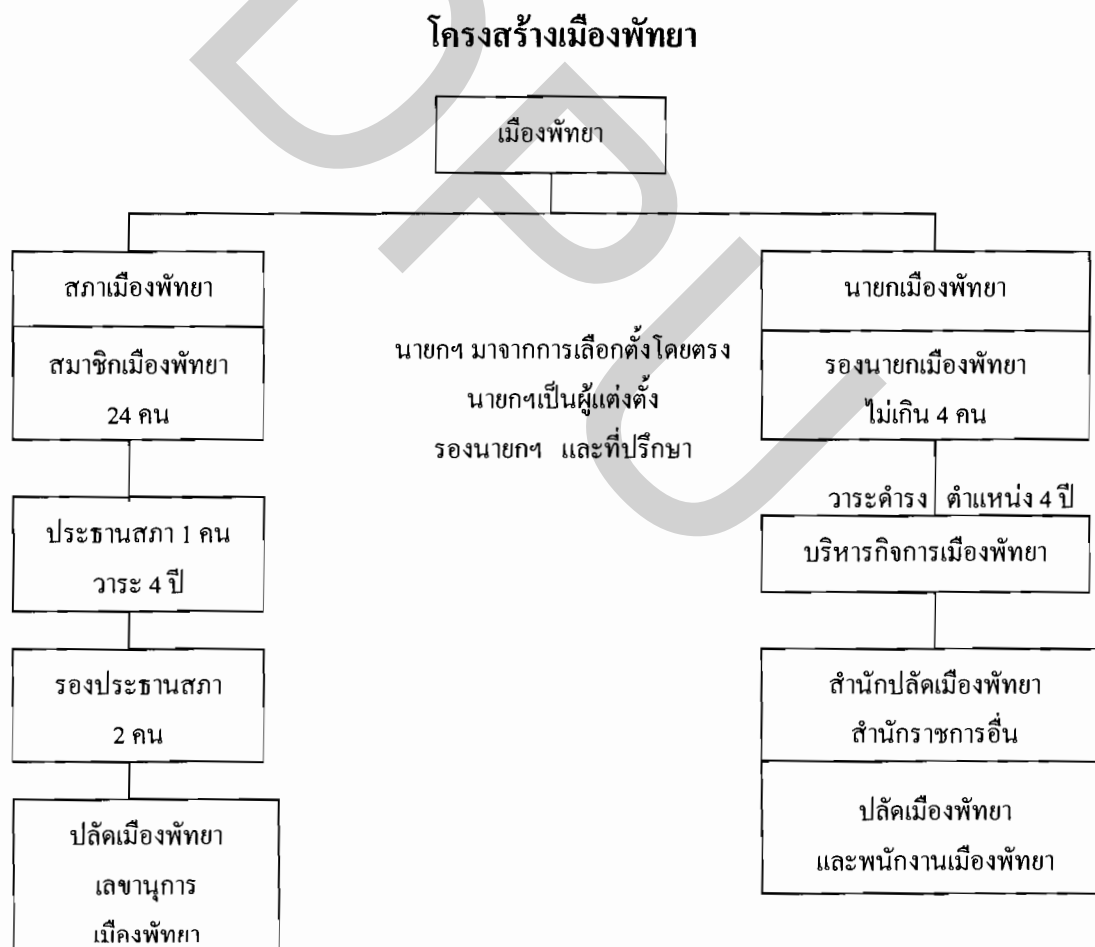 โครงสร้างเมืองพัทยา
เมืองพัทยา
สภาเมืองพัทยา
สมาชิกเมืองพัทยา
24 คน
ประธานสภา 1 คน
วาระ 4 ปี
รองประธานสภา
2 คน
ปลัดเมืองพัทยา
เลขานุการ
เมืองพัทยา
นายกฯ มาจากการเลือกตั้งโดยตรง
นายกฯเป็นผู้แต่งตั้ง
รองนายกฯ และที่ปรึกษา
นายกเมืองพัทยา
รองนายกเมืองพัทยา
ไม่เกิน 4 คน
วาระดำรง ตำแหน่ง 4 ปี
บริหารกิจการเมืองพัทยา
สำนักปลัดเมืองพัทยา
สำนักราชการอื่น
ปลัดเมืองพัทยา
และพนักงานเมืองพัทยา
DPU